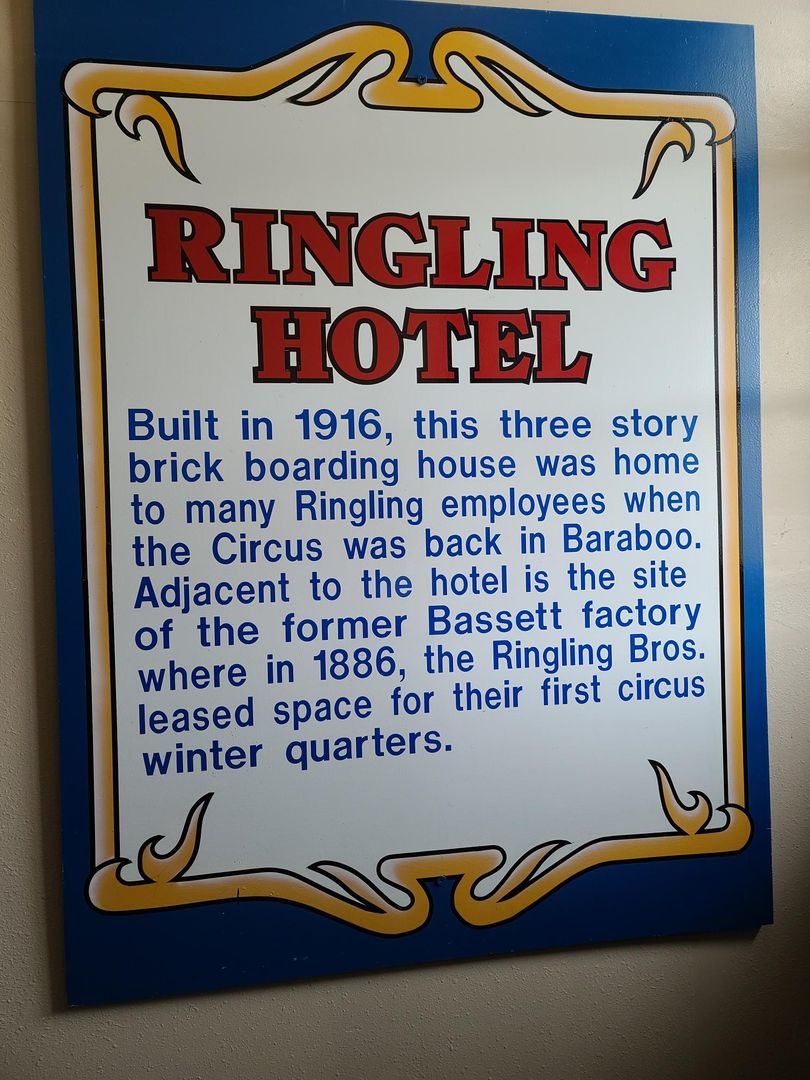 RINGLING
HOTEL
Built in 1916, this three story
brick boarding house was home
to many Ringling employees when
the Circus was back in Baraboo.
Adjacent to the hotel is the site
of the former Bassett factory
where in 1886, the Ringling Bros.
leased space for their first circus
winter quarters.